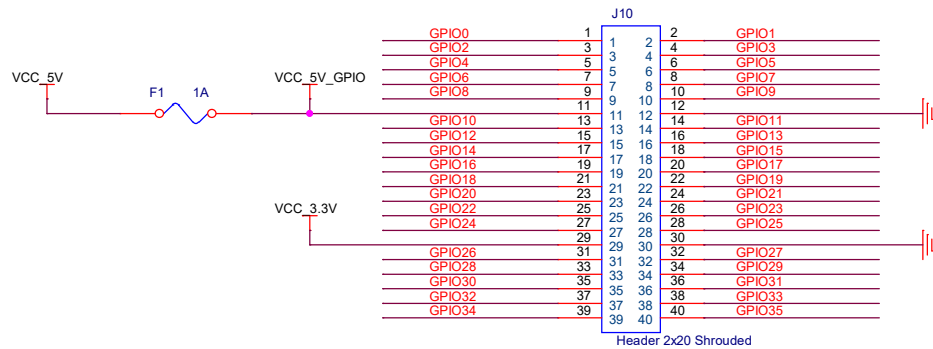 J10
GPIO0 1 1 2 2 GPIO1
GPIO2 3 3 4 4 GPIO3
GPIO4 5 5 6 6 GPIO5
VCC_5V VCC_5V_GPIO GPIO6 7 7 8 8 GPIO7
F1 1A GPIO8 9 9 10 10 GPIO9
11 11 12 12
GPIO10 13 13 14 14 GPIO11
GPIO12 15 15 16 16 GPIO13
GPIO14 17 17 18 18 GPIO15
GPIO16 19 19 20 20 GPIO17
GPIO18 21 21 22 22 GPIO19
GPIO20 23 23 24 24 GPIO21
VCC_3.3V GPIO22 25 25 26 26 GPIO23
GPIO24 27 27 28 28 GPIO25
29 29 30 30
GPIO26 31 31 32 32 GPIO27
GPIO28 33 33 34 34 GPIO29
GPIO30 35 35 36 36 GPIO31
GPIO32 37 37 38 38 GPIO33
GPIO34 39 39 40 40 GPIO35
Header 2x20 Shrouded